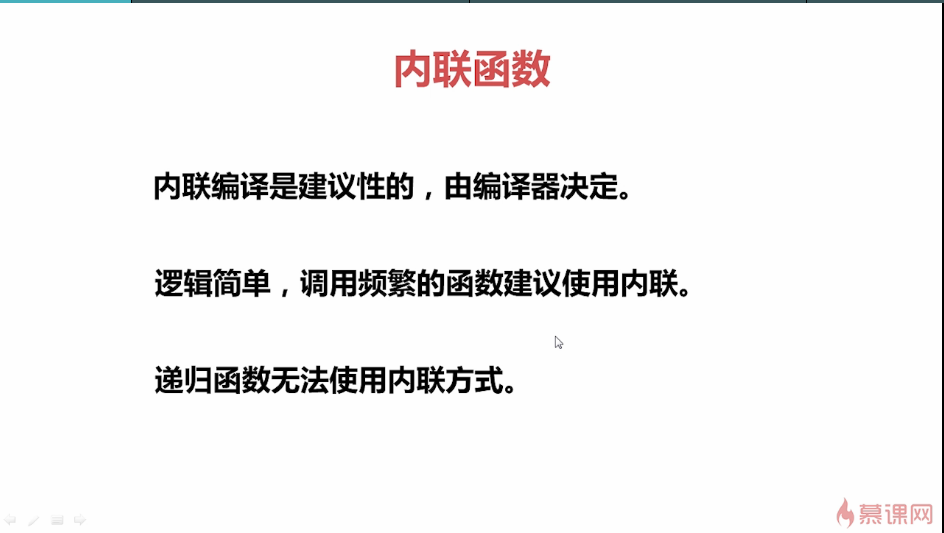 内联函数
内联编译是建议性的，由编译器决定。
逻辑简单，调用频繁的函数建议使用内联。
递归函数无法使用内联方式。
慕课网